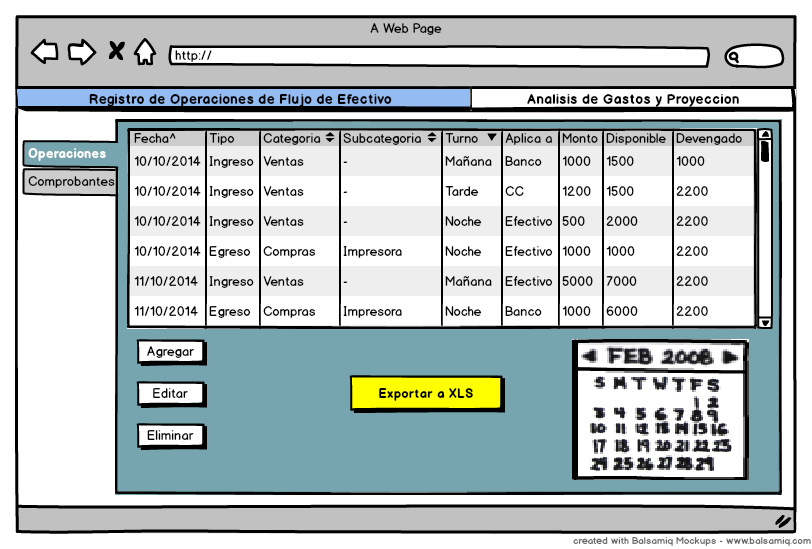 A Web Page
http://
Registro de Operaciones de Flujo de Efectivo
Analisis de Gastos y Proyeccion
Operaciones
Comprobantes
Fecha^ Tipo Categoria Subcategoria Turno Aplica a Monto Disponible Devengado
10/10/2014 Ingreso Ventas - Mañana Banco 1000 1500 1000
10/10/2014 Ingreso Ventas - Tarde CC 1200 1500 2200
10/10/2014 Ingreso Ventas - Noche Efectivo 500 2000 2200
10/10/2014 Egreso Compras Impresora Noche Efectivo 1000 1000 2200
11/10/2014 Ingreso Ventas - Mañana Efectivo 5000 7000 2200
11/10/2014 Egreso Compras Impresora Noche Banco 1000 6000 2200
Agregar
Editar
Eliminar
Exportar a XLS
FEB 2008
S M T W T F S
1 2
3 4 5 6 7 8 9
10 11 12 13 14 15 16
17 18 19 20 21 22 23
24 25 26 27 28 29
created with Balsamiq Mockups - www.balsamiq.com